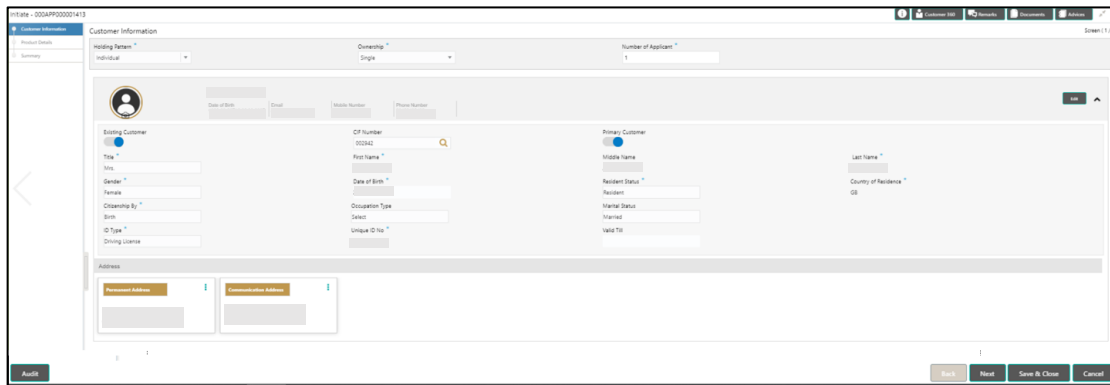 Initiate - 000APP000001413
Customer 360 Remarks Documents Advices
Customer Information
Product Details
Summary
Customer Information
Screen ( 1 /
Holding Pattern * Ownership * Number of Applicant *
Individual Single 1
Date of Birth Email Mobile Number Phone Number
Edit
Existing Customer CIF Number Primary Customer
002942
Title * First Name * Middle Name Last Name *
Mrs.
Gender * Date of Birth * Resident Status * Country of Residence *
Female Resident GB
Citizenship By * Occupation Type Marital Status
Birth Select Married
ID Type * Unique ID No * Valid Till
Driving License
Address
Permanent Address Communication Address
Audit Back Next Save & Close Cancel